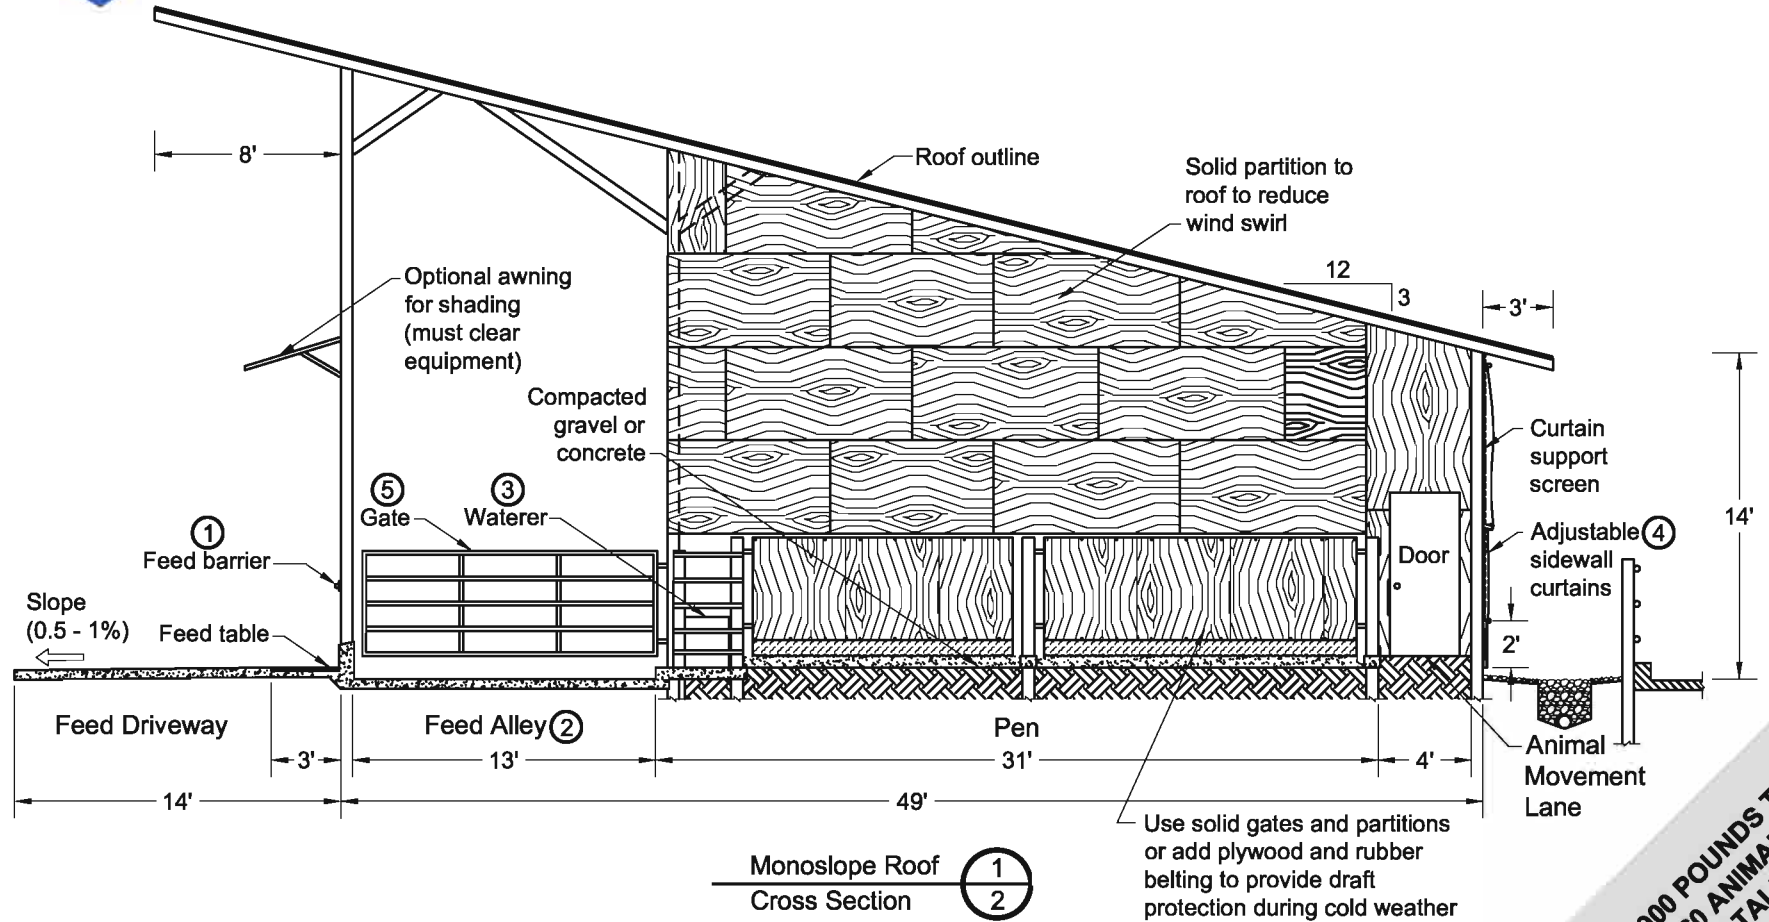 8'
Roof outline
Solid partition to
roof to reduce
wind swirl
12
3
3'
Optional awning
for shading
(must clear
equipment)
Compacted
gravel or
concrete
5
Gate
3
Waterer
1
Feed barrier
Slope
(0.5 - 1%)
Feed table
Curtain
support
screen
14'
Adjustable 4
sidewall
curtains
Door
2'
Feed Driveway
Feed Alley 2
Pen
Animal
Movement
Lane
3'
13'
31'
4'
14'
49'
Use solid gates and partitions
or add plywood and rubber
belting to provide draft
protection during cold weather
Monoslope Roof 1
Cross Section 2
POUNDS